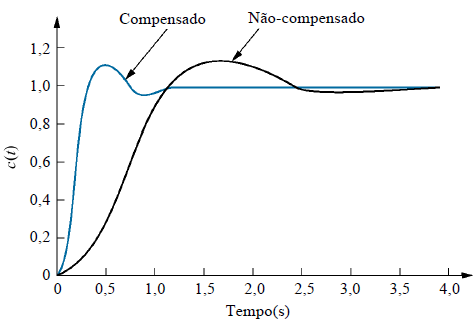 Compensado
Não-compensado
1,2
1.0
0,8
0,6
0,4
0,2
0
c(t)
0 0,5 1,0 1,5 2,0 2,5 3,0 3,5 4,0
Tempo(s)